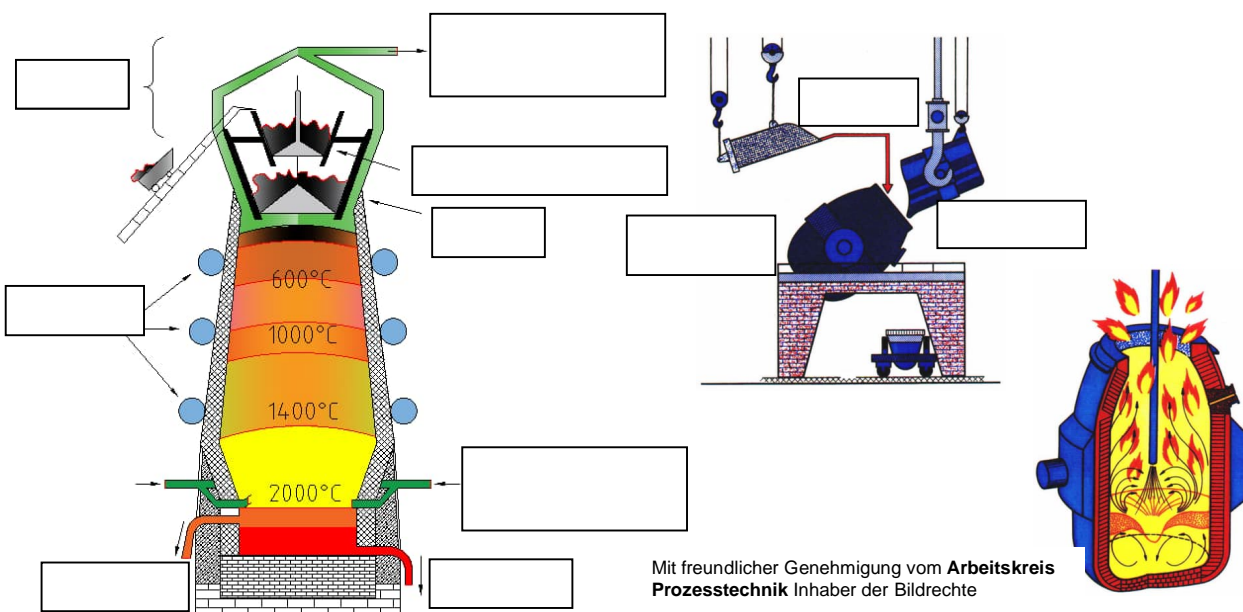 600°C
1000°C
1400°C
2000°C
Mit freundlicher Genehmigung vom Arbeitskreis
Prozesstechnik Inhaber der Bildrechte